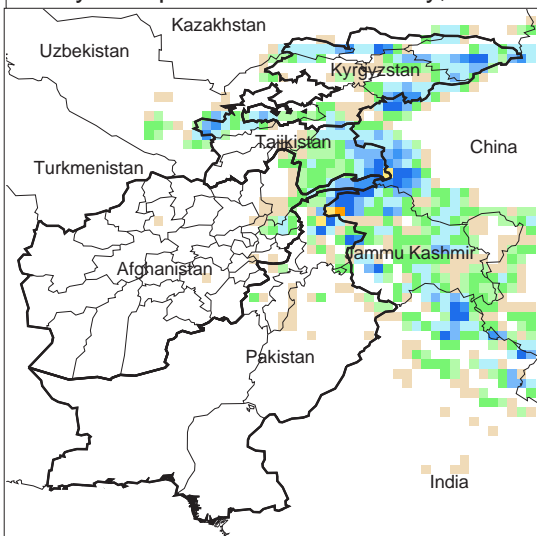 Kazakhstan
Uzbekistan
Kyrgyzstan
Tajikistan
China
Turkmenistan
Jammu Kashmir
Afghanistan
Pakistan
India